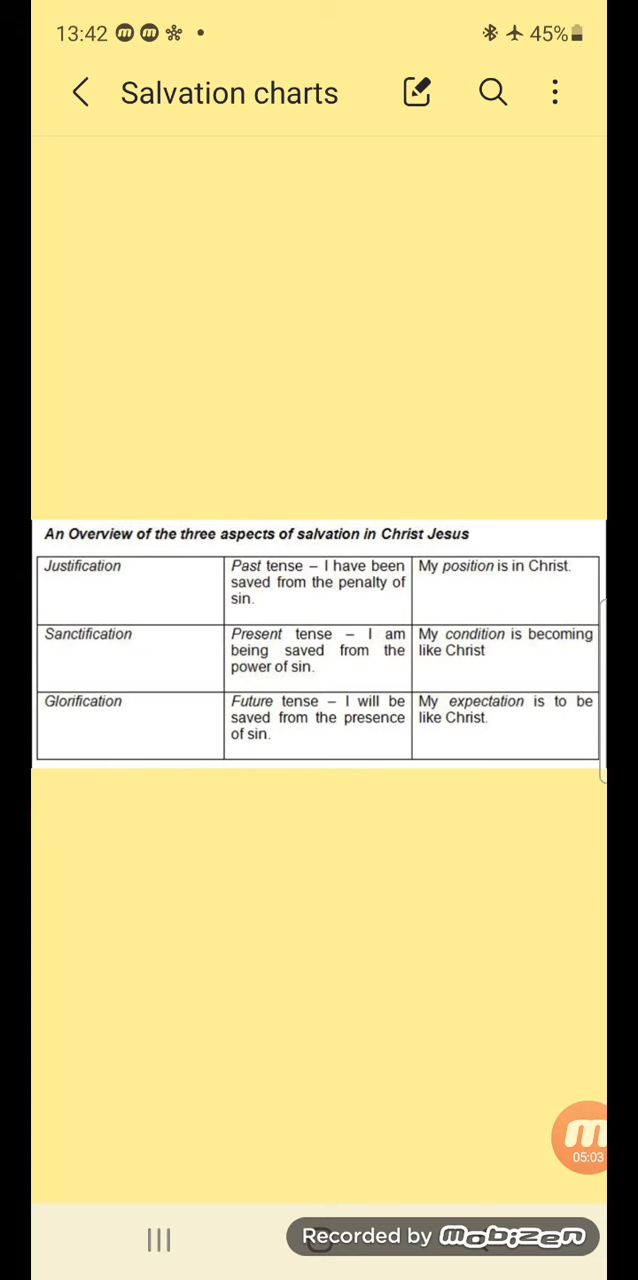 13:42
45%
Salvation charts
An Overview of the three aspects of salvation in Christ Jesus
Justification
Past tense – I have been
saved from the penalty of
sin.
My position is in Christ.
Sanctification
Present tense – I am
being saved from the
power of sin.
My condition is becoming
like Christ
Glorification
Future tense – I will be
saved from the presence
of sin.
My expectation is to be
like Christ.
05:03
Recorded by mobizen